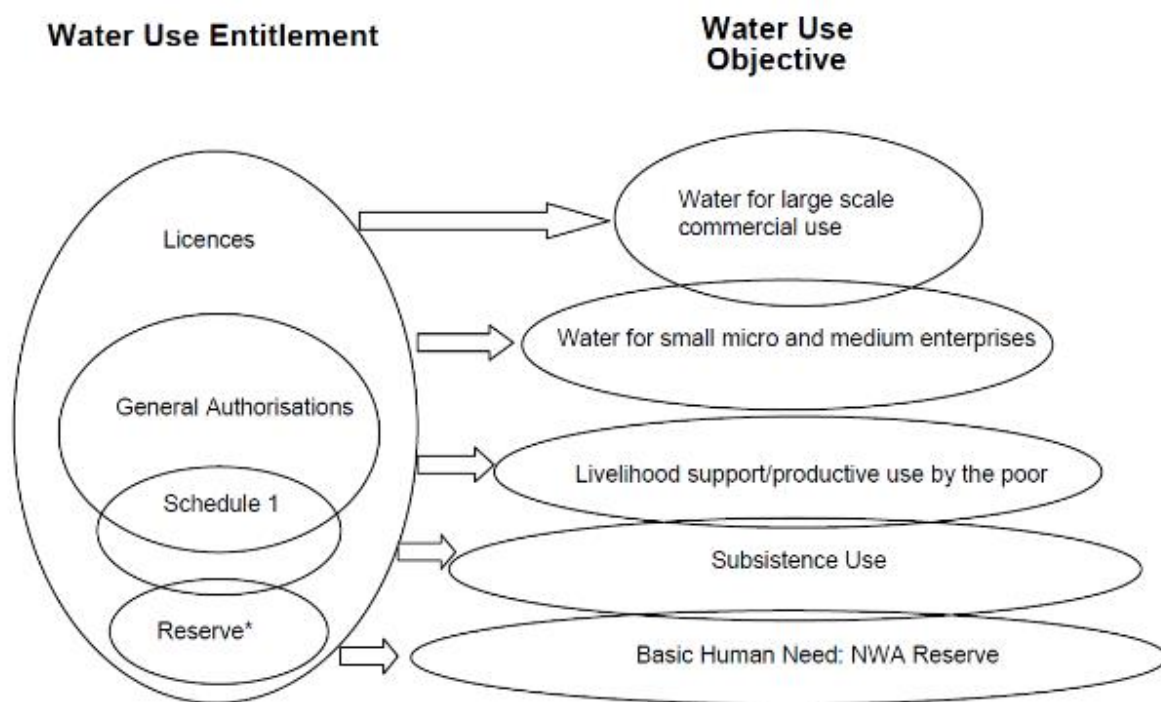 Water Use Entitlement
Water Use
Objective
Licences
Water for large scale
commercial use
Water for small micro and medium enterprises
General Authorisations
Livelihood support/productive use by the poor
Schedule 1
Subsistence Use
Reserve*
Basic Human Need: NWA Reserve